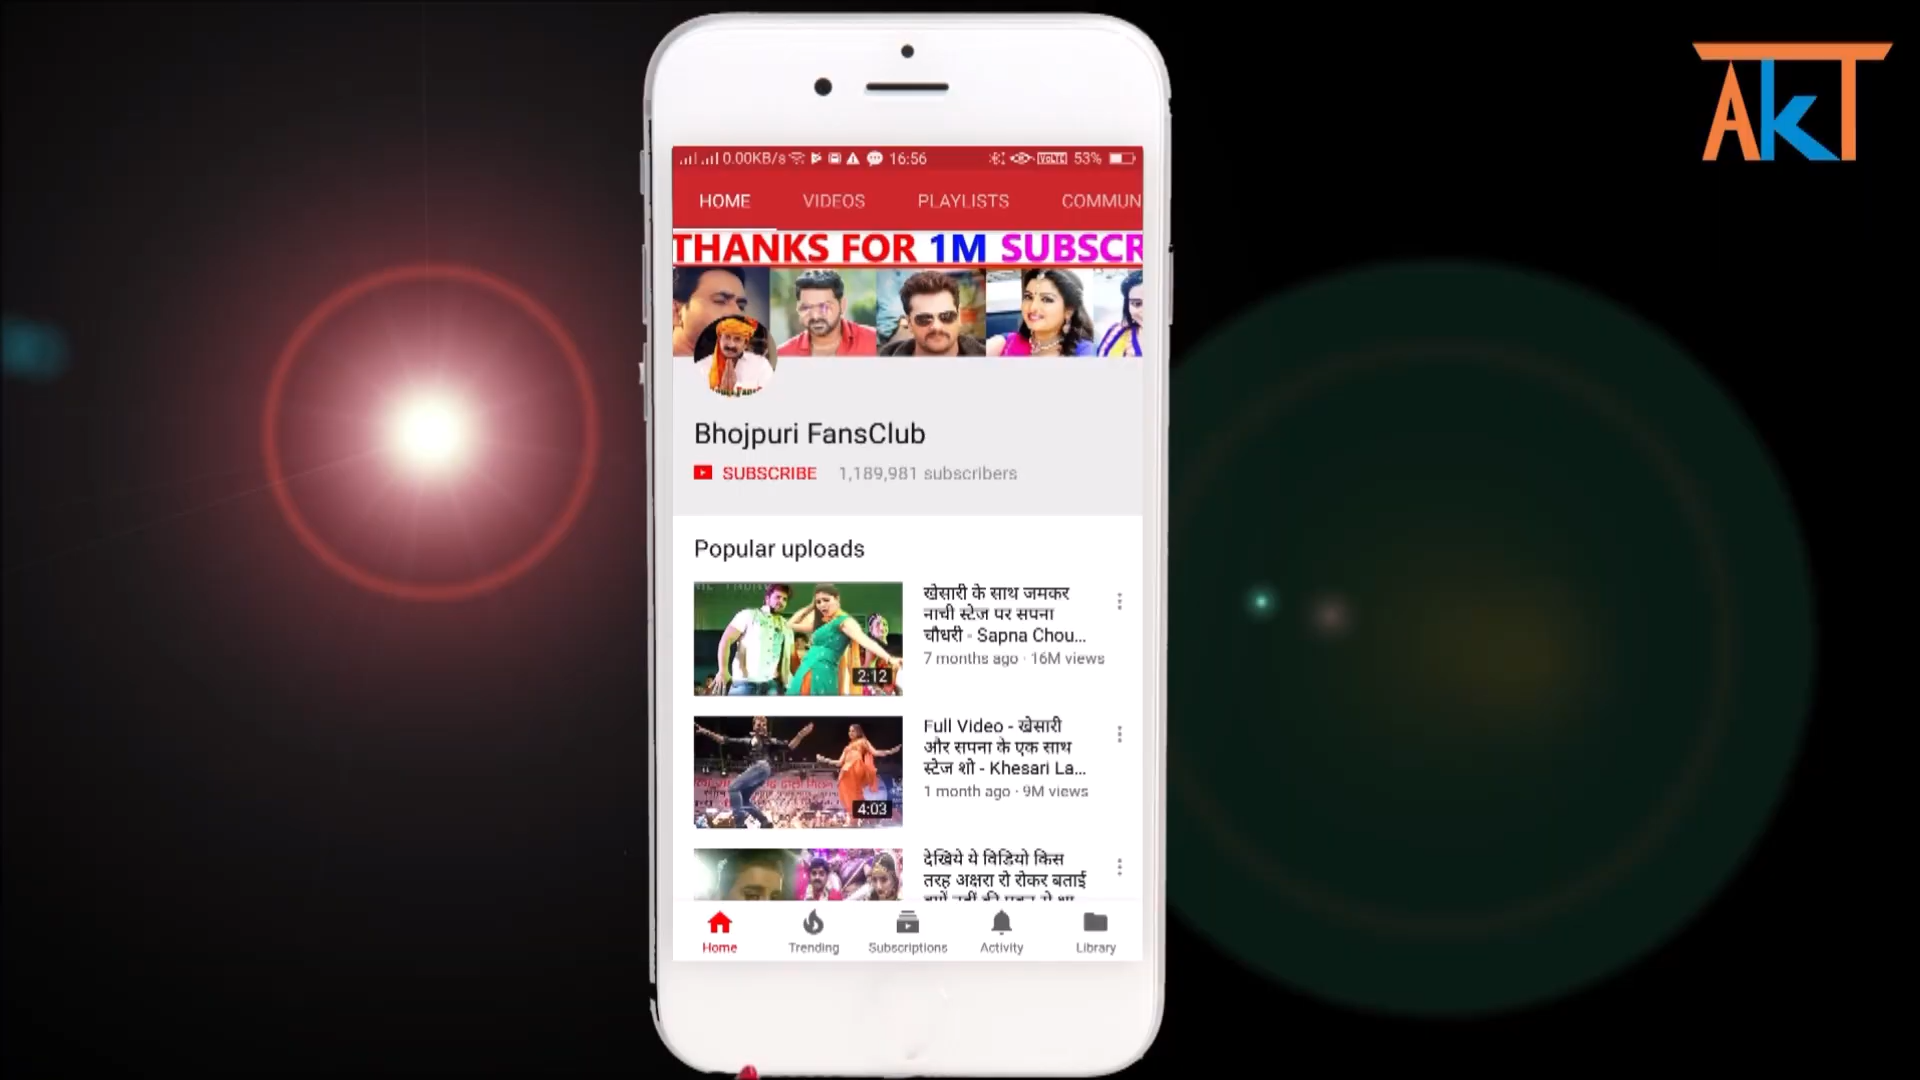 AKT
0.00KB/s 16:56 VoLTE 53%
HOME VIDEOS PLAYLISTS COMMUN
THANKS FOR 1M SUBSCR
Bhojpuri FansClub
SUBSCRIBE 1,189,981 subscribers
Popular uploads
खेसारी के साथ जमकर
नाची स्टेज पर सपना
चौधरी - Sapna Chou...
7 months ago · 16M views
2:12
Full Video - खेसारी
और सपना के एक साथ
स्टेज शो - Khesari La...
1 month ago · 9M views
4:03
देखिये ये विडियो किस
तरह अक्षरा रो रोकर बताई
Home Trending Subscriptions Activity Library